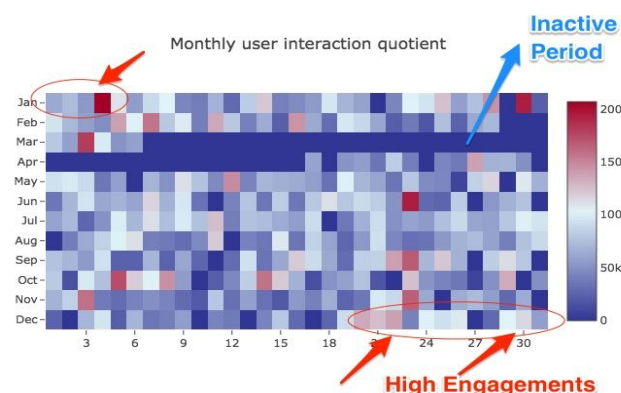 Inactive
Period
Monthly user interaction quotient
Jan
Feb
Mar
Apr
May
Jun
Jul
Aug
Sep
Oct
Nov
Dec
3 6 9 12 15 18 24 27 30
200
150
100
50k
0
High Engagements